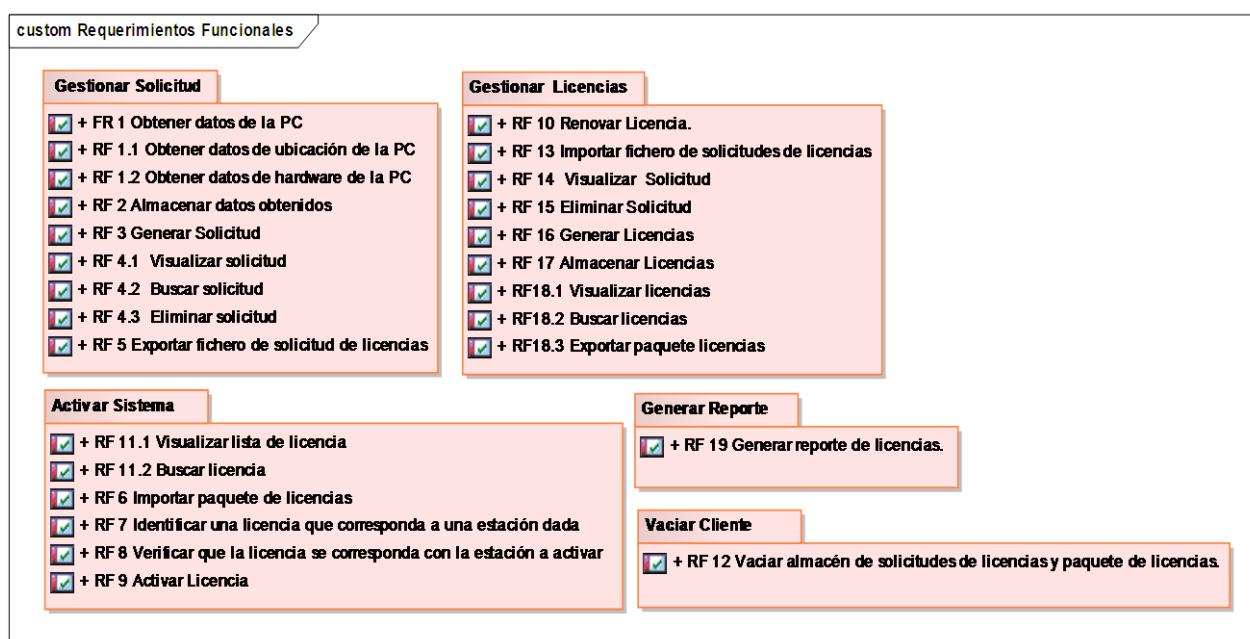 custom Requerimientos Funcionales
Gestionar Solicitud
+ FR 1 Obtener datos de la PC
+ RF 1.1 Obtener datos de ubicación de la PC
+ RF 1.2 Obtener datos de hardware de la PC
+ RF 2 Almacenar datos obtenidos
+ RF 3 Generar Solicitud
+ RF 4.1 Visualizar solicitud
+ RF 4.2 Buscar solicitud
+ RF 4.3 Eliminar solicitud
+ RF 5 Exportar fichero de solicitud de licencias
Gestionar Licencias
+ RF 10 Renovar Licencia.
+ RF 13 Importar fichero de solicitudes de licencias
+ RF 14 Visualizar Solicitud
+ RF 15 Eliminar Solicitud
+ RF 16 Generar Licencias
+ RF 17 Almacenar Licencias
+ RF18.1 Visualizar licencias
+ RF18.2 Buscar licencias
+ RF18.3 Exportar paquete licencias
Activar Sistema
+ RF 11.1 Visualizar lista de licencia
+ RF 11.2 Buscar licencia
+ RF 6 Importar paquete de licencias
+ RF 7 Identificar una licencia que corresponda a una estación dada
+ RF 8 Verificar que la licencia se corresponda con la estación a activar
+ RF 9 Activar Licencia
Generar Reporte
+ RF 19 Generar reporte de licencias.
Vaciar Cliente
+ RF 12 Vaciar almacén de solicitudes de licencias y paquete de licencias.